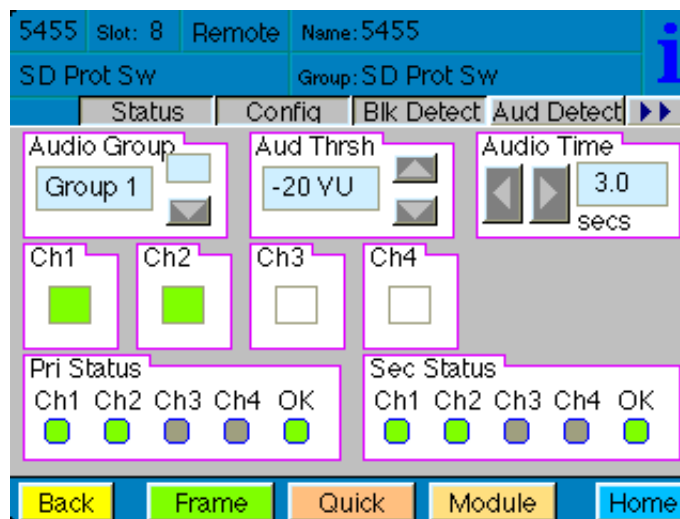 5455 Slot: 8 Remote Name: 5455
SD Prot Sw Group: SD Prot Sw
Status Config Blk Detect Aud Detect
Audio Group Aud Thrsh Audio Time
Group 1 -20 VU 3.0
secs
Ch1 Ch2 Ch3 Ch4
Pri Status Sec Status
Ch1 Ch2 Ch3 Ch4 OK Ch1 Ch2 Ch3 Ch4 OK
Back Frame Quick Module Home